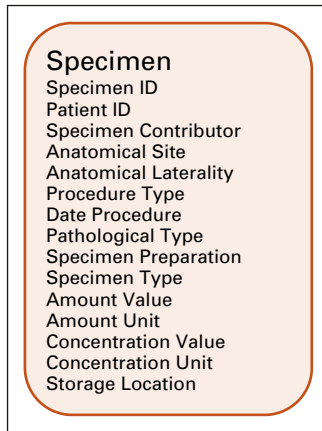 Specimen
Specimen ID
Patient ID
Specimen Contributor
Anatomical Site
Anatomical Laterality
Procedure Type
Date Procedure
Pathological Type
Specimen Preparation
Specimen Type
Amount Value
Amount Unit
Concentration Value
Concentration Unit
Storage Location